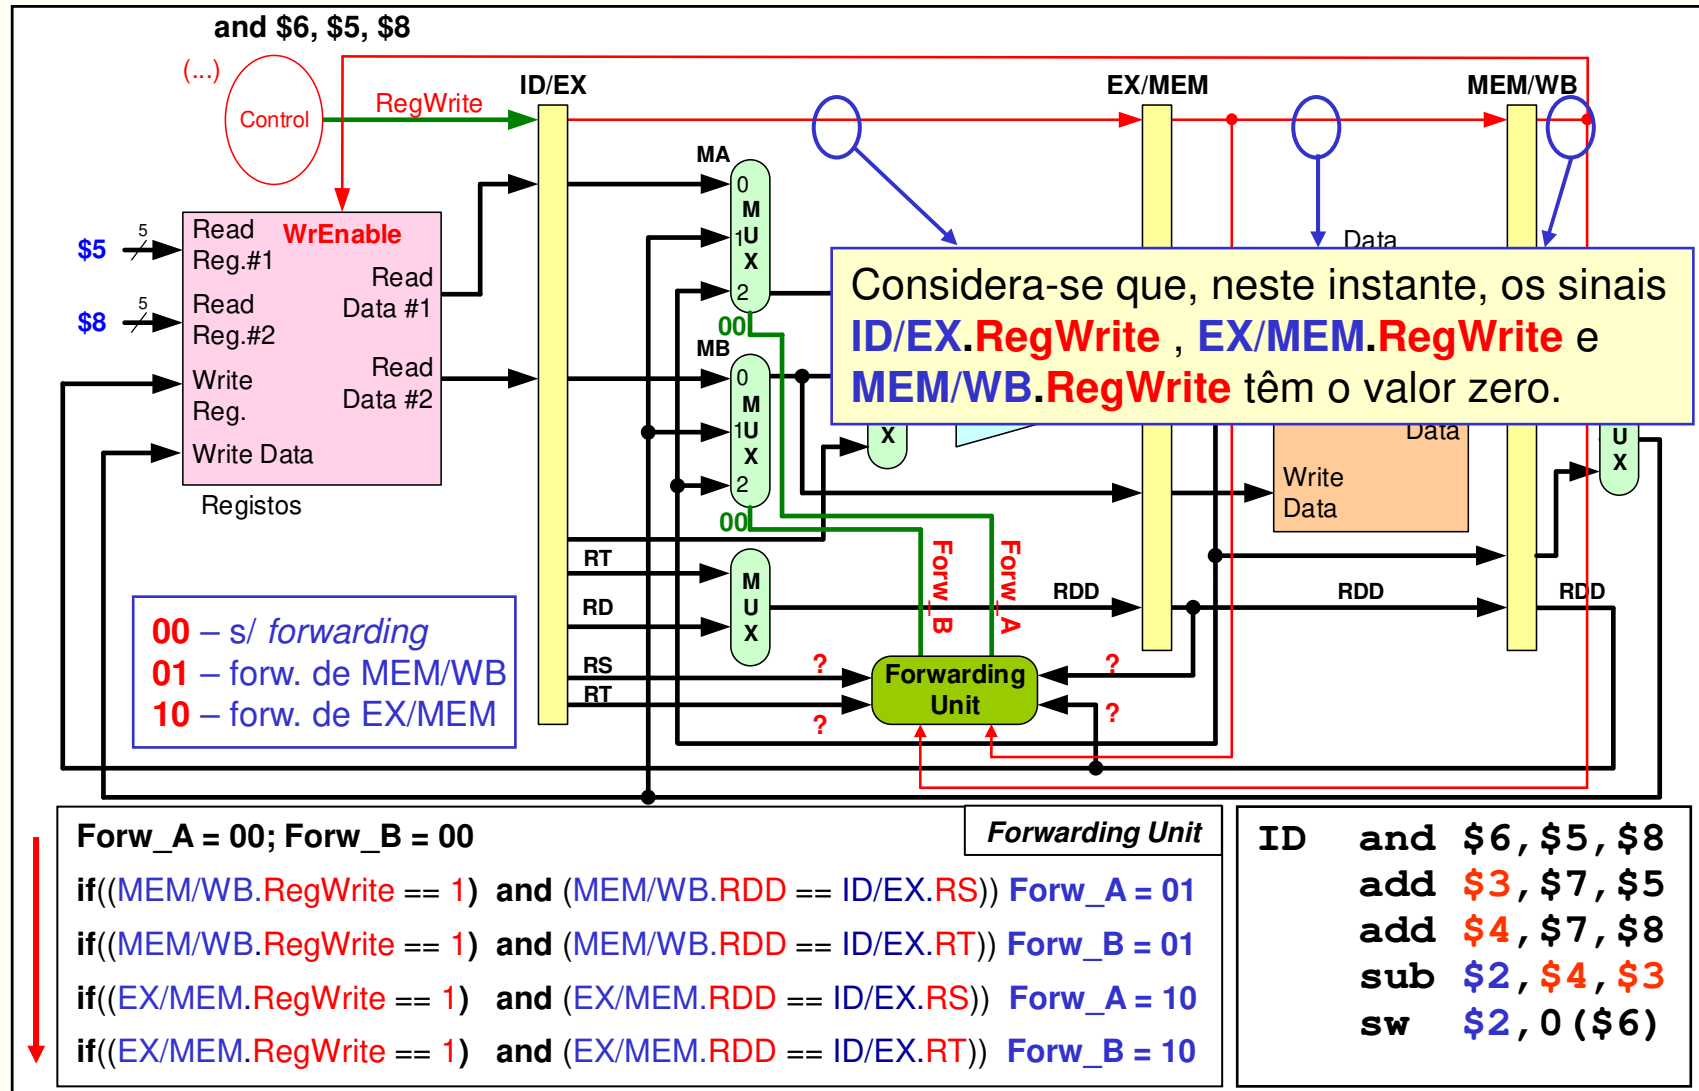 and $6, $5, $8
(...)
Control
RegWrite
ID/EX
EX/MEM
MEM/WB
MA
0
M
1U
X
2
00
$5
5
Read
Reg.#1
WrEnable
Read
Data #1
$8
5
Read
Reg.#2
Write
Reg.
Read
Data #2
Write Data
Registos
MB
0
M
1U
X
2
00
Data
Considera-se que, neste instante, os sinais
ID/EX.RegWrite , EX/MEM.RegWrite e
MEM/WB.RegWrite têm o valor zero.
X
Data
Write
Data
U
X
RT
RD
M
U
X
Forw_B
Forw_A
RDD
RDD
RDD
RS
RT
?
?
?
?
Forwarding
Unit
00 – s/ forwarding
01 – forw. de MEM/WB
10 – forw. de EX/MEM
Forw_A = 00; Forw_B = 00
Forwarding Unit
if((MEM/WB.RegWrite == 1) and (MEM/WB.RDD == ID/EX.RS)) Forw_A = 01
if((MEM/WB.RegWrite == 1) and (MEM/WB.RDD == ID/EX.RT)) Forw_B = 01
if((EX/MEM.RegWrite == 1) and (EX/MEM.RDD == ID/EX.RS)) Forw_A = 10
if((EX/MEM.RegWrite == 1) and (EX/MEM.RDD == ID/EX.RT)) Forw_B = 10
ID and $6,$5,$8
add $3,$7,$5
add $4,$7,$8
sub $2,$4,$3
sw $2,0($6)